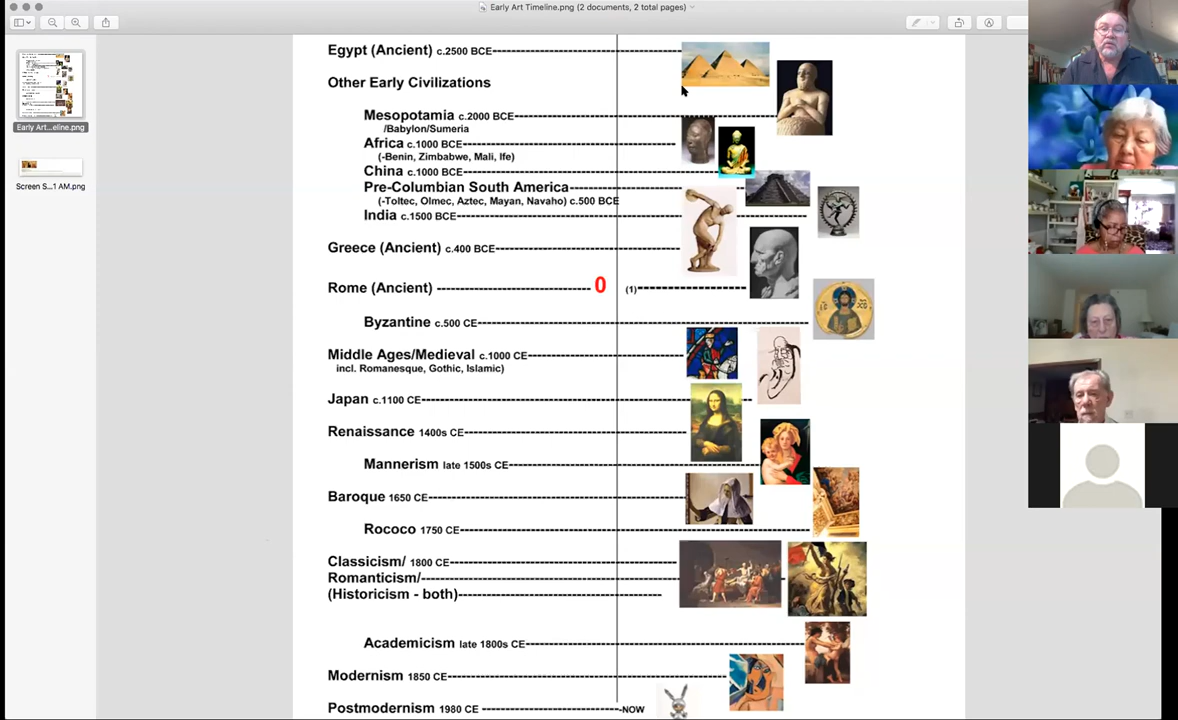 Early Art Timeline.png (2 documents, 2 total pages)
Early Art...eline.png
Screen S...1 AM.png
Egypt (Ancient) c.2500 BCE
Other Early Civilizations
Mesopotamia c.2000 BCE
/Babylon/Sumeria
Africa c.1000 BCE
(-Benin, Zimbabwe, Mali, Ife)
China c.1000 BCE
Pre-Columbian South America
(-Toltec, Olmec, Aztec, Mayan, Navaho) c.500 BCE
India c.1500 BCE
Greece (Ancient) c.400 BCE
Rome (Ancient) 0 (1)
Byzantine c.500 CE
Middle Ages/Medieval c.1000 CE
incl. Romanesque, Gothic, Islamic)
Japan c.1100 CE
Renaissance 1400s CE
Mannerism late 1500s CE
Baroque 1650 CE
Rococo 1750 CE
Classicism/ 1800 CE
Romanticism/
(Historicism - both)
Academicism late 1800s CE
Modernism 1850 CE
Postmodernism 1980 CE -NOW